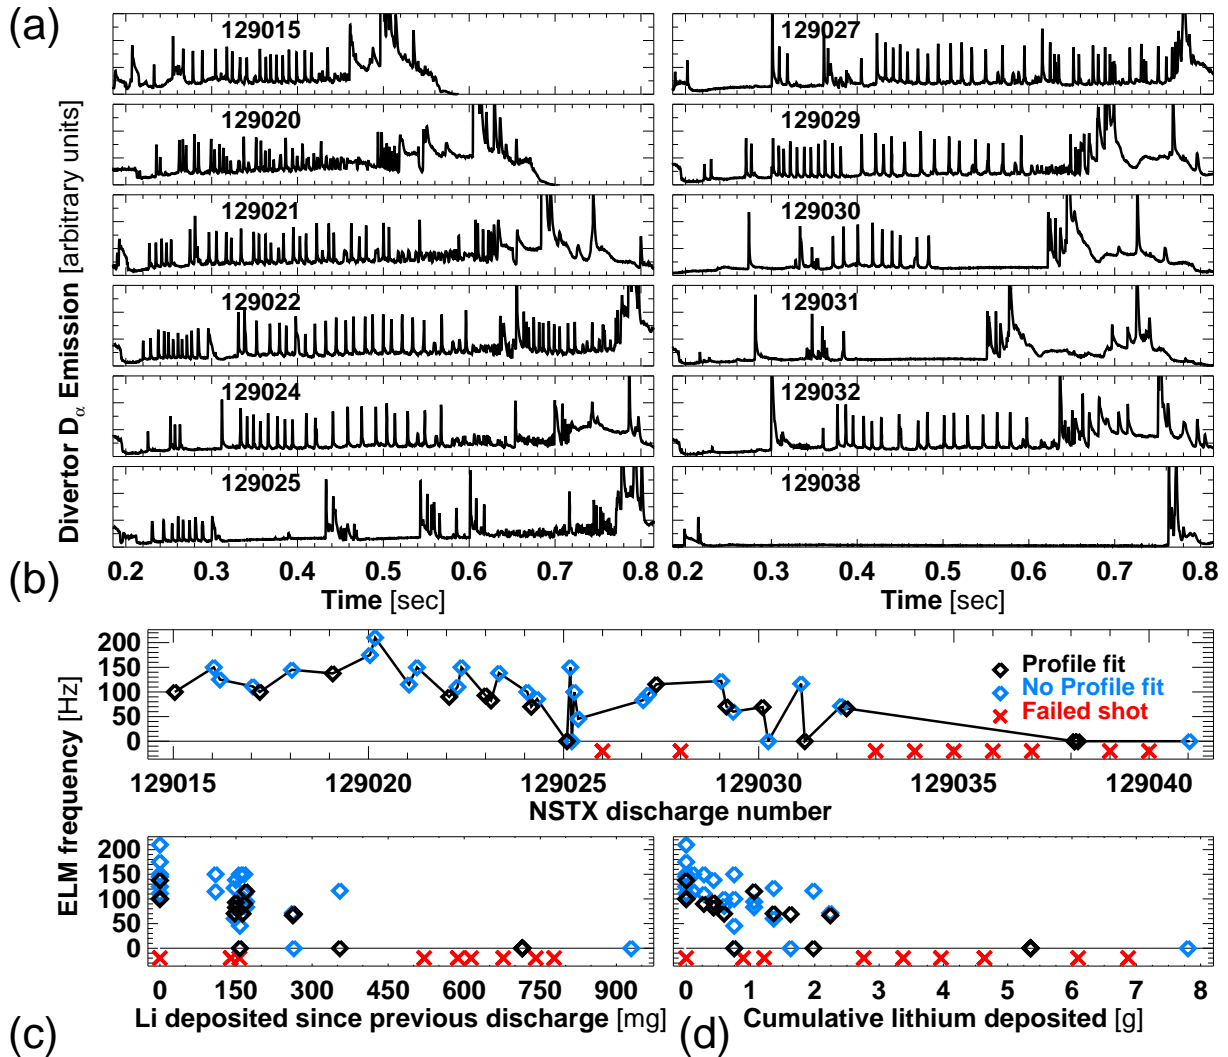 (a)
129015
129020
129021
129022
129024
129025
129027
129029
129030
129031
129032
129038
Divertor Dα Emission [arbitrary units]
0.2 0.3 0.4 0.5 0.6 0.7 0.8
Time [sec]
0.2 0.3 0.4 0.5 0.6 0.7 0.8
Time [sec]
(b)
200
150
100
50
0
Profile fit
No Profile fit
Failed shot
129015 129020 129025 129030 129035 129040
NSTX discharge number
ELM frequency [Hz]
200
150
100
50
0
0 150 300 450 600 750 900
Li deposited since previous discharge [mg]
(c)
200
150
100
50
0
0 1 2 3 4 5 6 7 8
Cumulative lithium deposited [g]
(d)